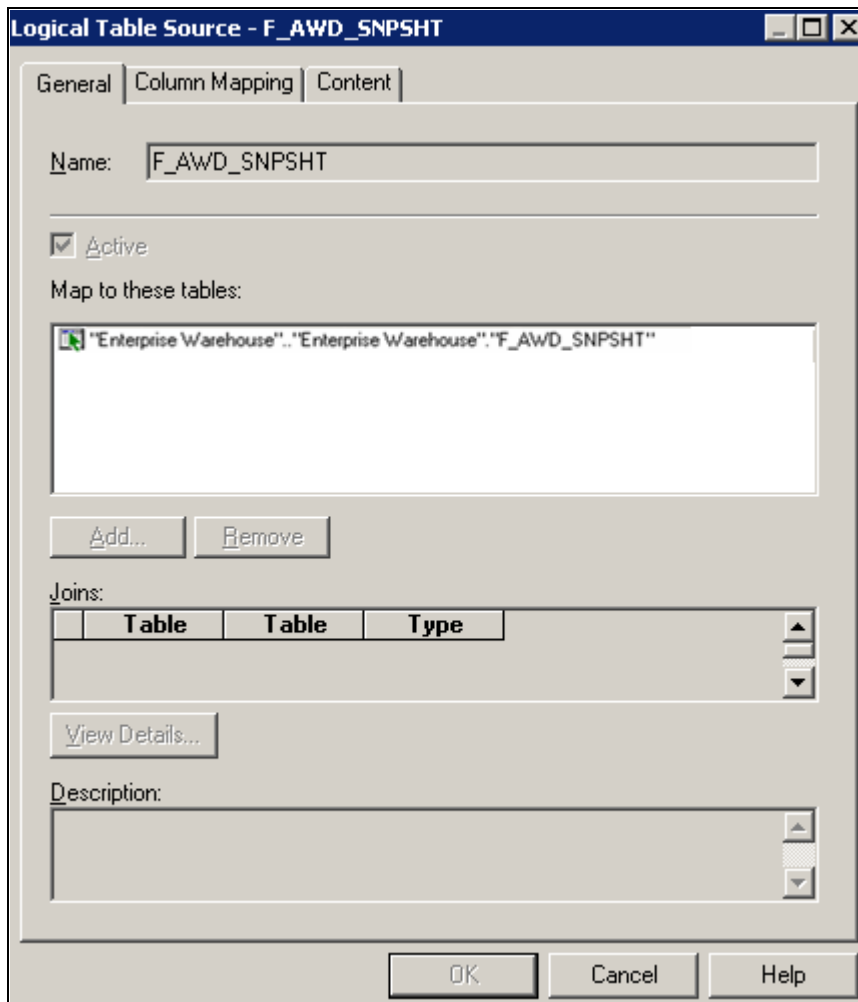 Logical Table Source - F_AWD_SNPSHT
General Column Mapping Content
Name: F_AWD_SNPSHT
Active
Map to these tables:
"Enterprise Warehouse".."Enterprise Warehouse"."F_AWD_SNPSHT"
Add... Remove
Joins:
Table Table Type
View Details...
Description:
OK Cancel Help